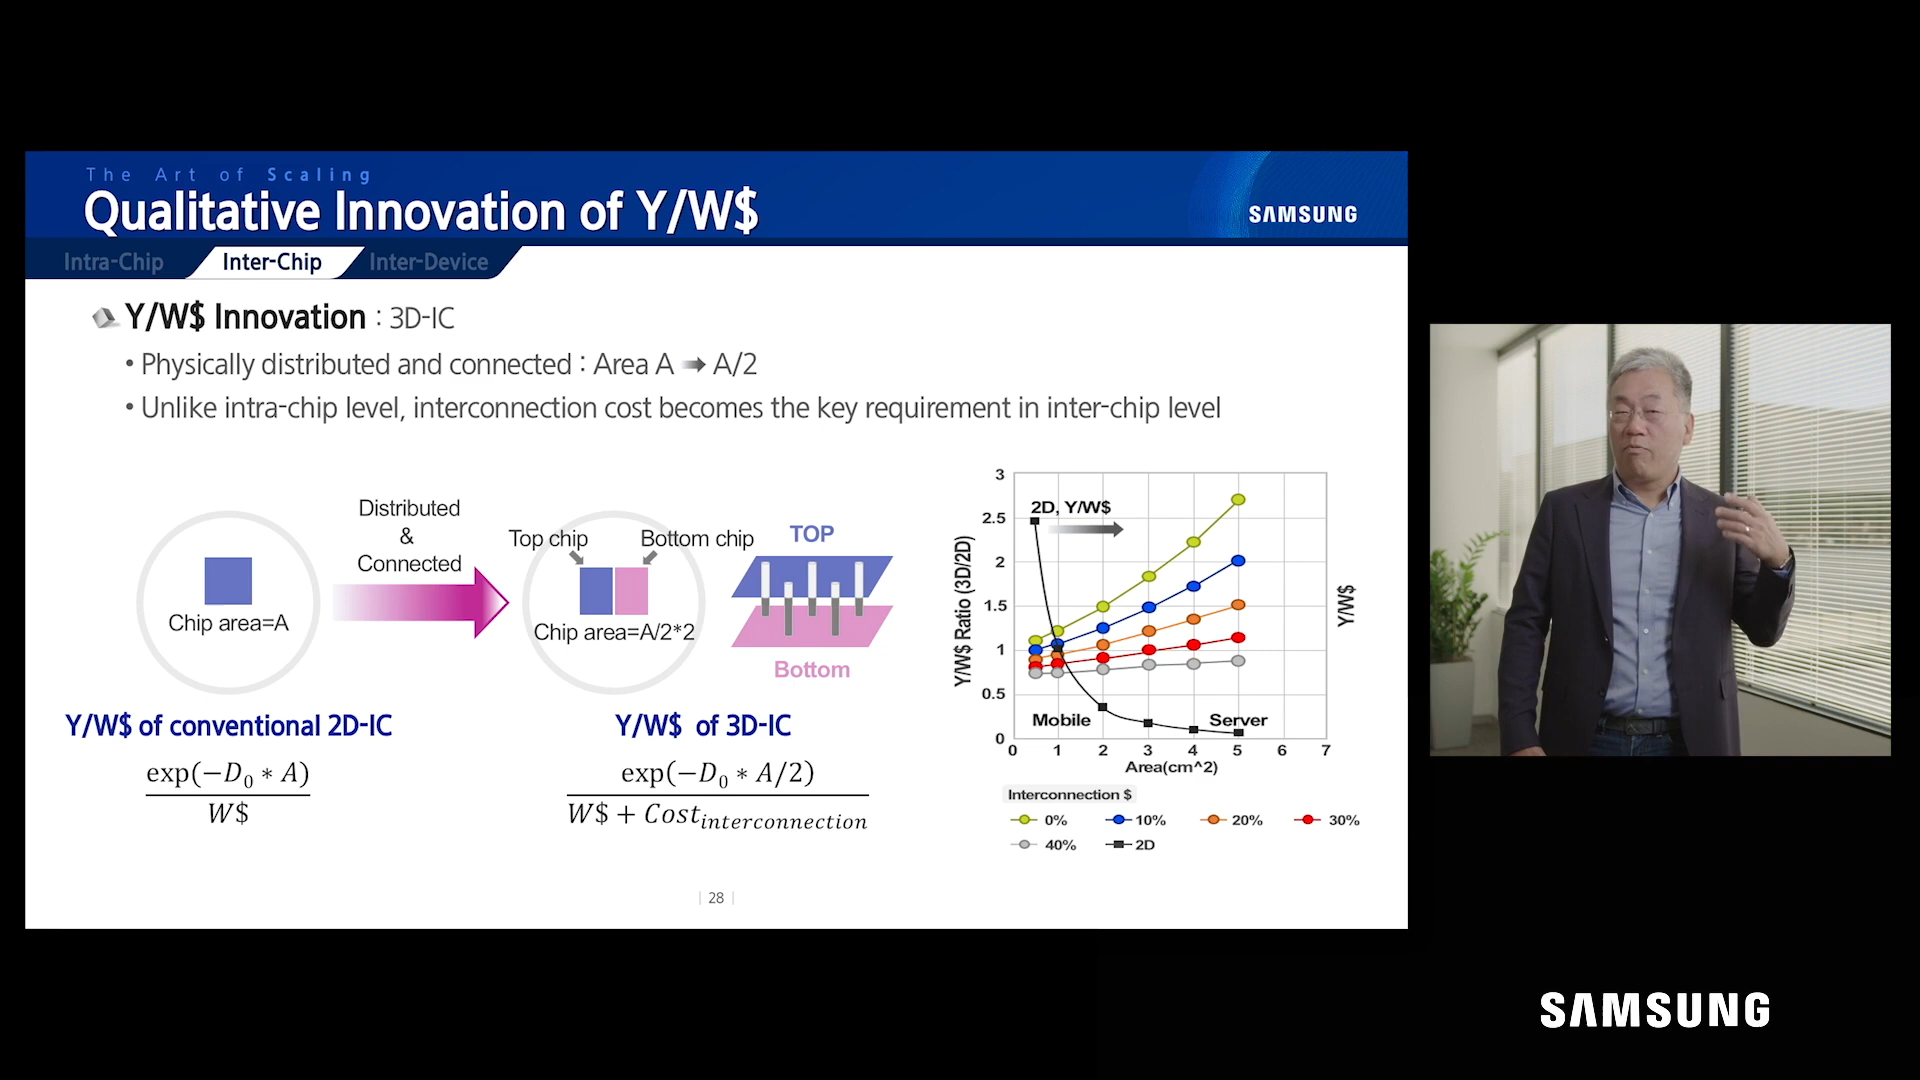 The Art of Scaling
Qualitative Innovation of Y/W$
SAMSUNG
Intra-Chip
Inter-Chip
Inter-Device
Y/W$ Innovation : 3D-IC
• Physically distributed and connected : Area A ➔ A/2
• Unlike intra-chip level, interconnection cost becomes the key requirement in inter-chip level
Chip area=A
Distributed
&
Connected
Top chip
Bottom chip
Chip area=A/2*2
TOP
Bottom
Y/W$ of conventional 2D-IC
exp(−D₀ ∗ A)
W$
Y/W$ of 3D-IC
exp(−D₀ ∗ A/2)
W$ + Cost_interconnection
Y/W$ Ratio (3D/2D)
3
2.5
2
1.5
1
0.5
0
2D, Y/W$
Mobile
Server
Y/W$
0 1 2 3 4 5 6 7
Area(cm^2)
Interconnection $
0% 10% 20% 30%
40% 2D
| 28 |
SAMSUNG